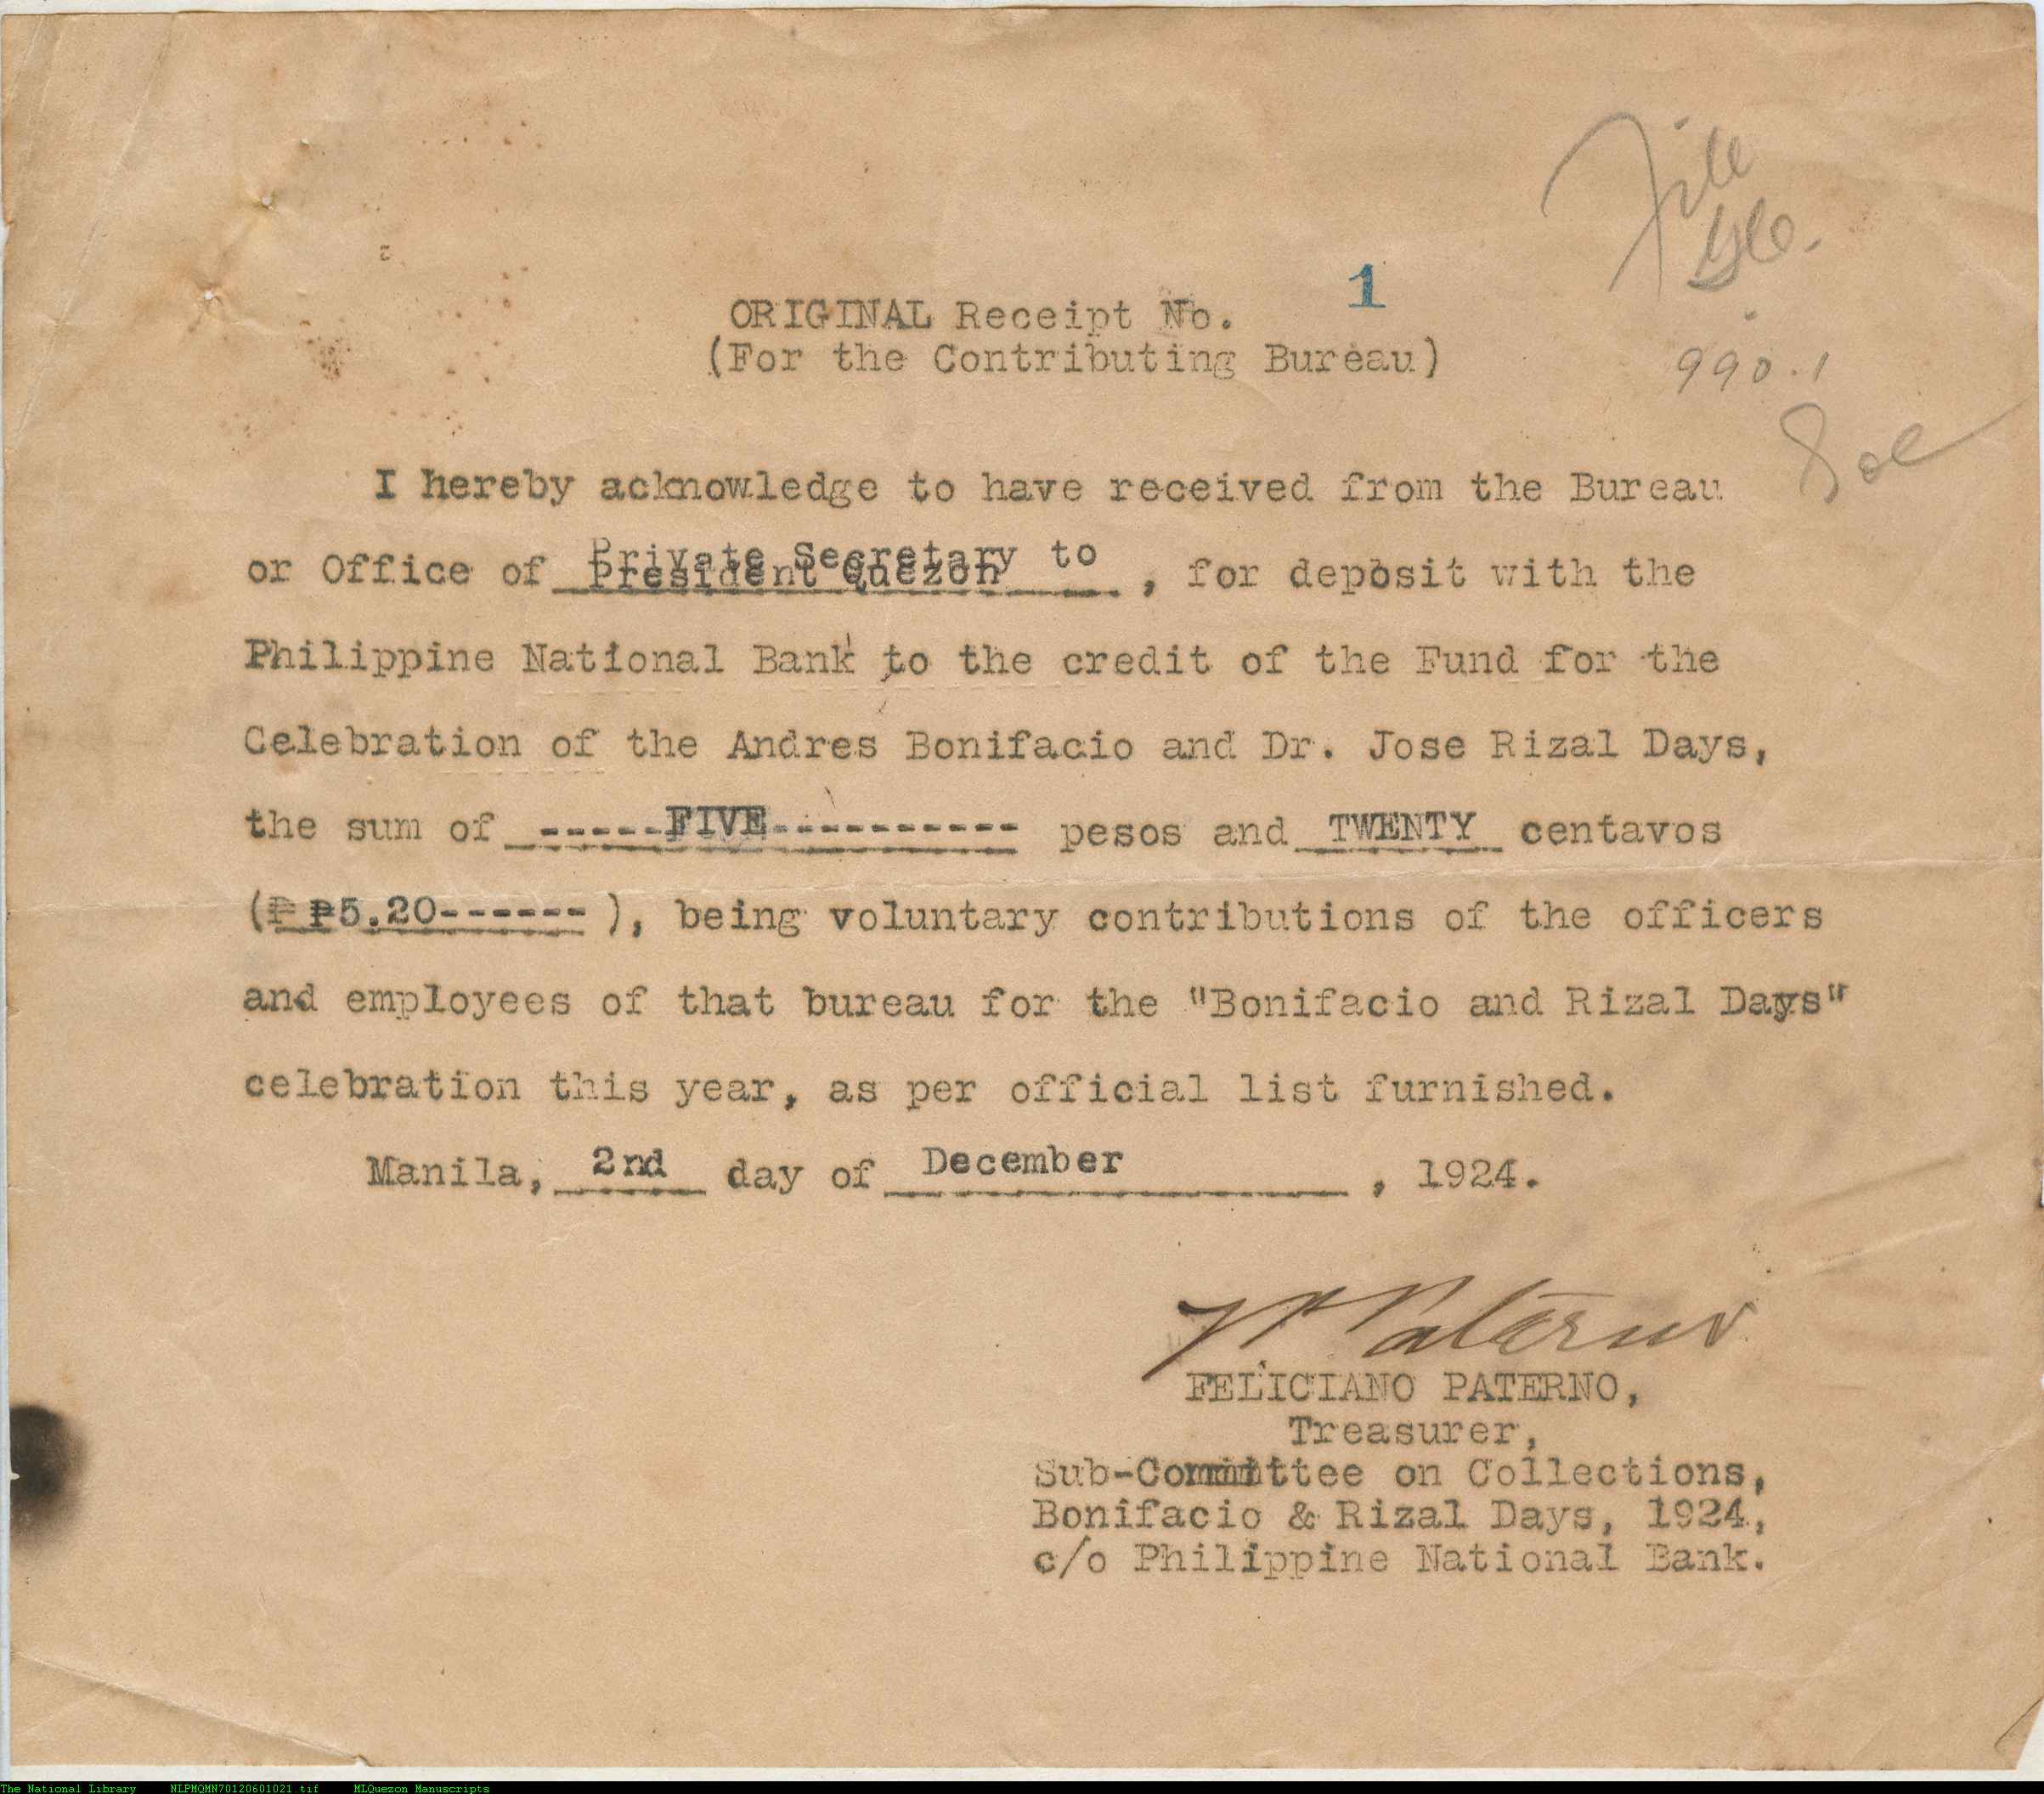 File
990.1
ORIGINAL Receipt No. 1
(For the Contributing Bureau)
I hereby acknowledge to have received from the Bureau
or Office of Private Secretary to
President Quezon, for deposit with the
Philippine National Bank to the credit of the Fund for the
Celebration of the Andres Bonifacio and Dr. Jose Rizal Days,
the sum of -----FIVE----------- pesos and TWENTY centavos
(₱ ₱5.20------- ), being voluntary contributions of the officers
and employees of that bureau for the "Bonifacio and Rizal Days"
celebration this year, as per official list furnished.
Manila, 2nd day of December , 1924.
FPaterno
FELICIANO PATERNO,
Treasurer,
Sub-Committee on Collections,
Bonifacio & Rizal Days, 1924,
c/o Philippine National Bank.
The National Library NLPMQMN70120601021.tif MLQuezon Manuscripts